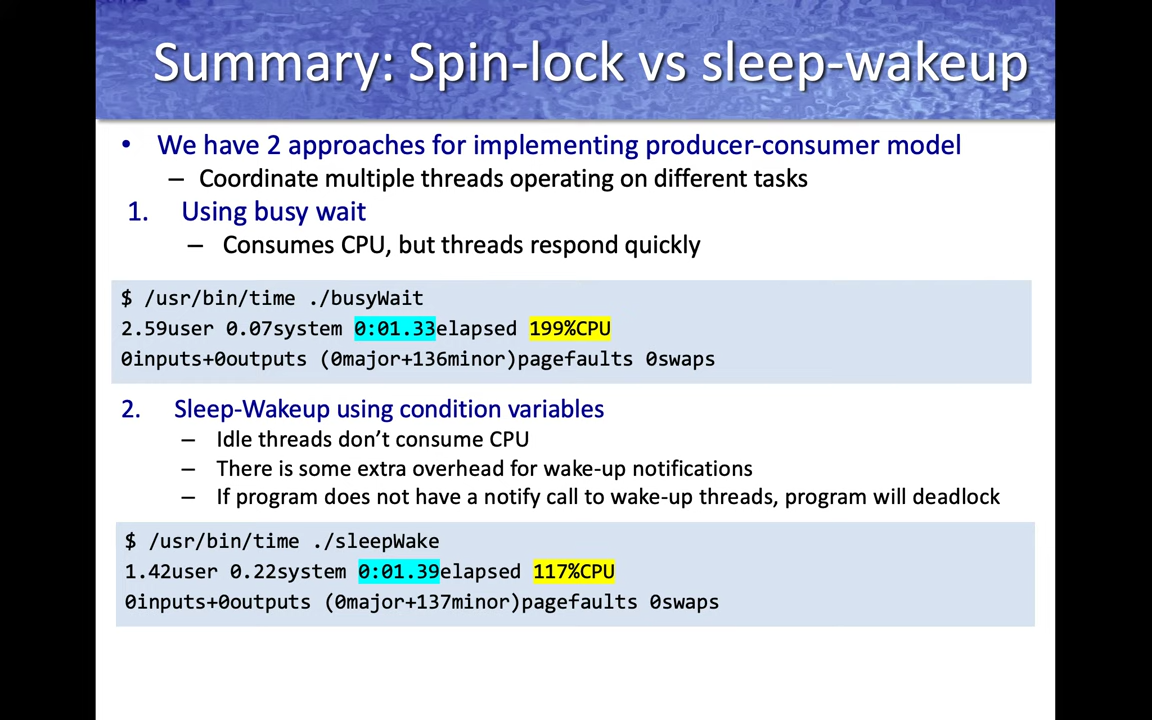 Summary: Spin-lock vs sleep-wakeup
• We have 2 approaches for implementing producer-consumer model
– Coordinate multiple threads operating on different tasks
1. Using busy wait
– Consumes CPU, but threads respond quickly
$ /usr/bin/time ./busyWait
2.59user 0.07system 0:01.33elapsed 199%CPU
0inputs+0outputs (0major+136minor)pagefaults 0swaps
2. Sleep-Wakeup using condition variables
– Idle threads don’t consume CPU
– There is some extra overhead for wake-up notifications
– If program does not have a notify call to wake-up threads, program will deadlock
$ /usr/bin/time ./sleepWake
1.42user 0.22system 0:01.39elapsed 117%CPU
0inputs+0outputs (0major+137minor)pagefaults 0swaps